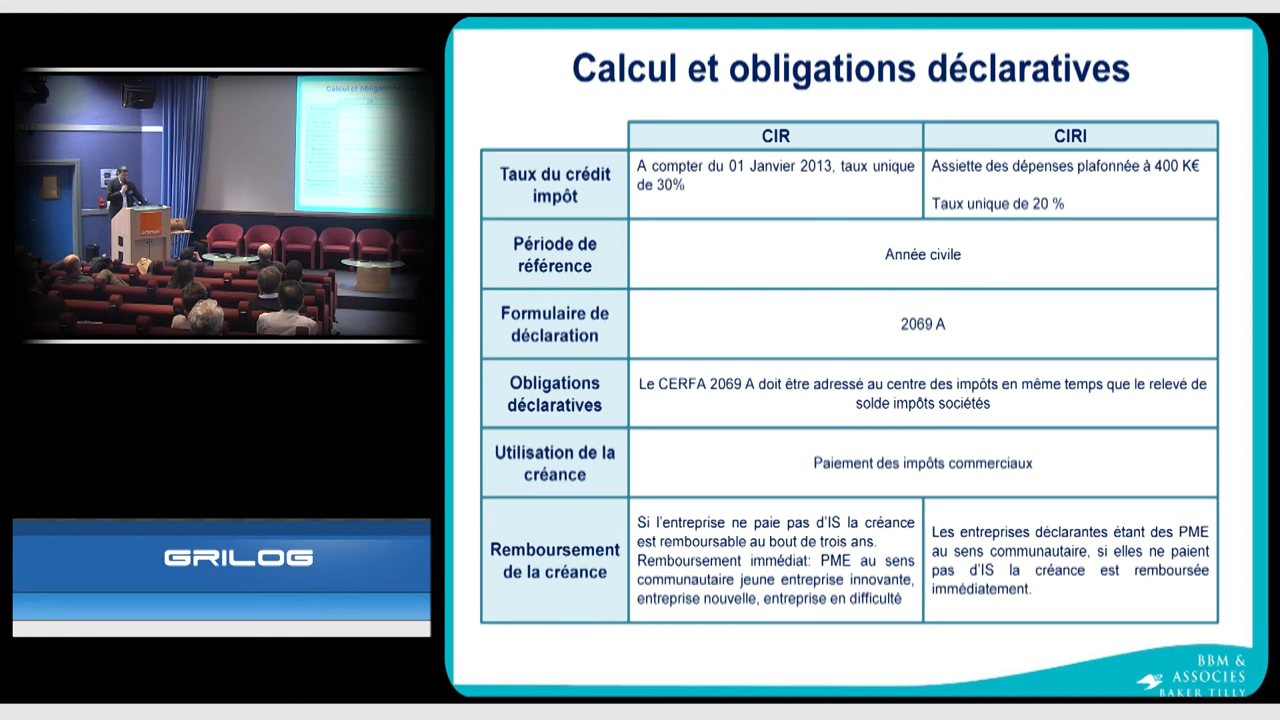 Calcul et obligations déclaratives
CIR
CIRI
Taux du crédit
impôt
A compter du 01 Janvier 2013, taux unique
de 30%
Assiette des dépenses plafonnée à 400 K€
Taux unique de 20 %
Période de
référence
Année civile
Formulaire de
déclaration
2069 A
Obligations
déclaratives
Le CERFA 2069 A doit être adressé au centre des impôts en même temps que le relevé de
solde impôts sociétés
Utilisation de la
créance
Paiement des impôts commerciaux
Remboursement
de la créance
Si l'entreprise ne paie pas d'IS la créance
est remboursable au bout de trois ans.
Remboursement immédiat: PME au sens
communautaire jeune entreprise innovante,
entreprise nouvelle, entreprise en difficulté
Les entreprises déclarantes étant des PME
au sens communautaire, si elles ne paient
pas d'IS la créance est remboursée
immédiatement.
GRILOG
BBM &
ASSOCIES
BAKER TILLY